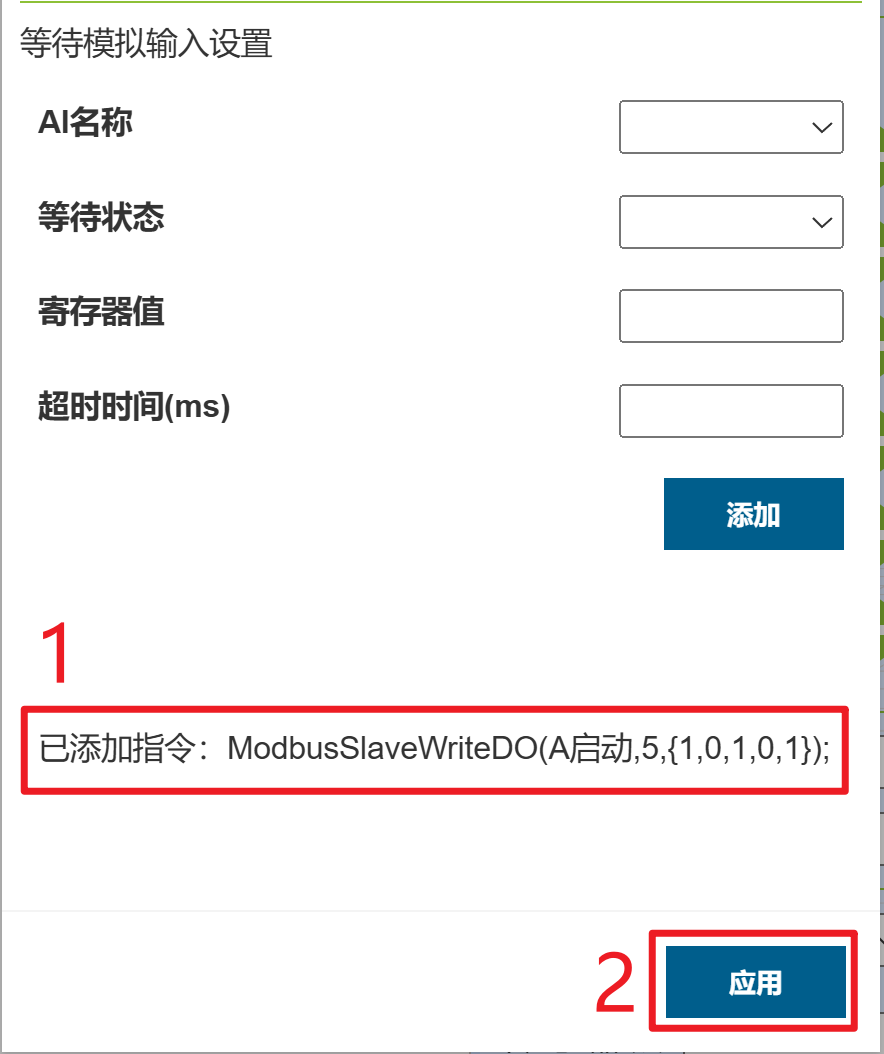 等待模拟输入设置
AI名称
等待状态
寄存器值
超时时间(ms)
添加
1
已添加指令：ModbusSlaveWriteDO(A启动,5,{1,0,1,0,1});
2
应用